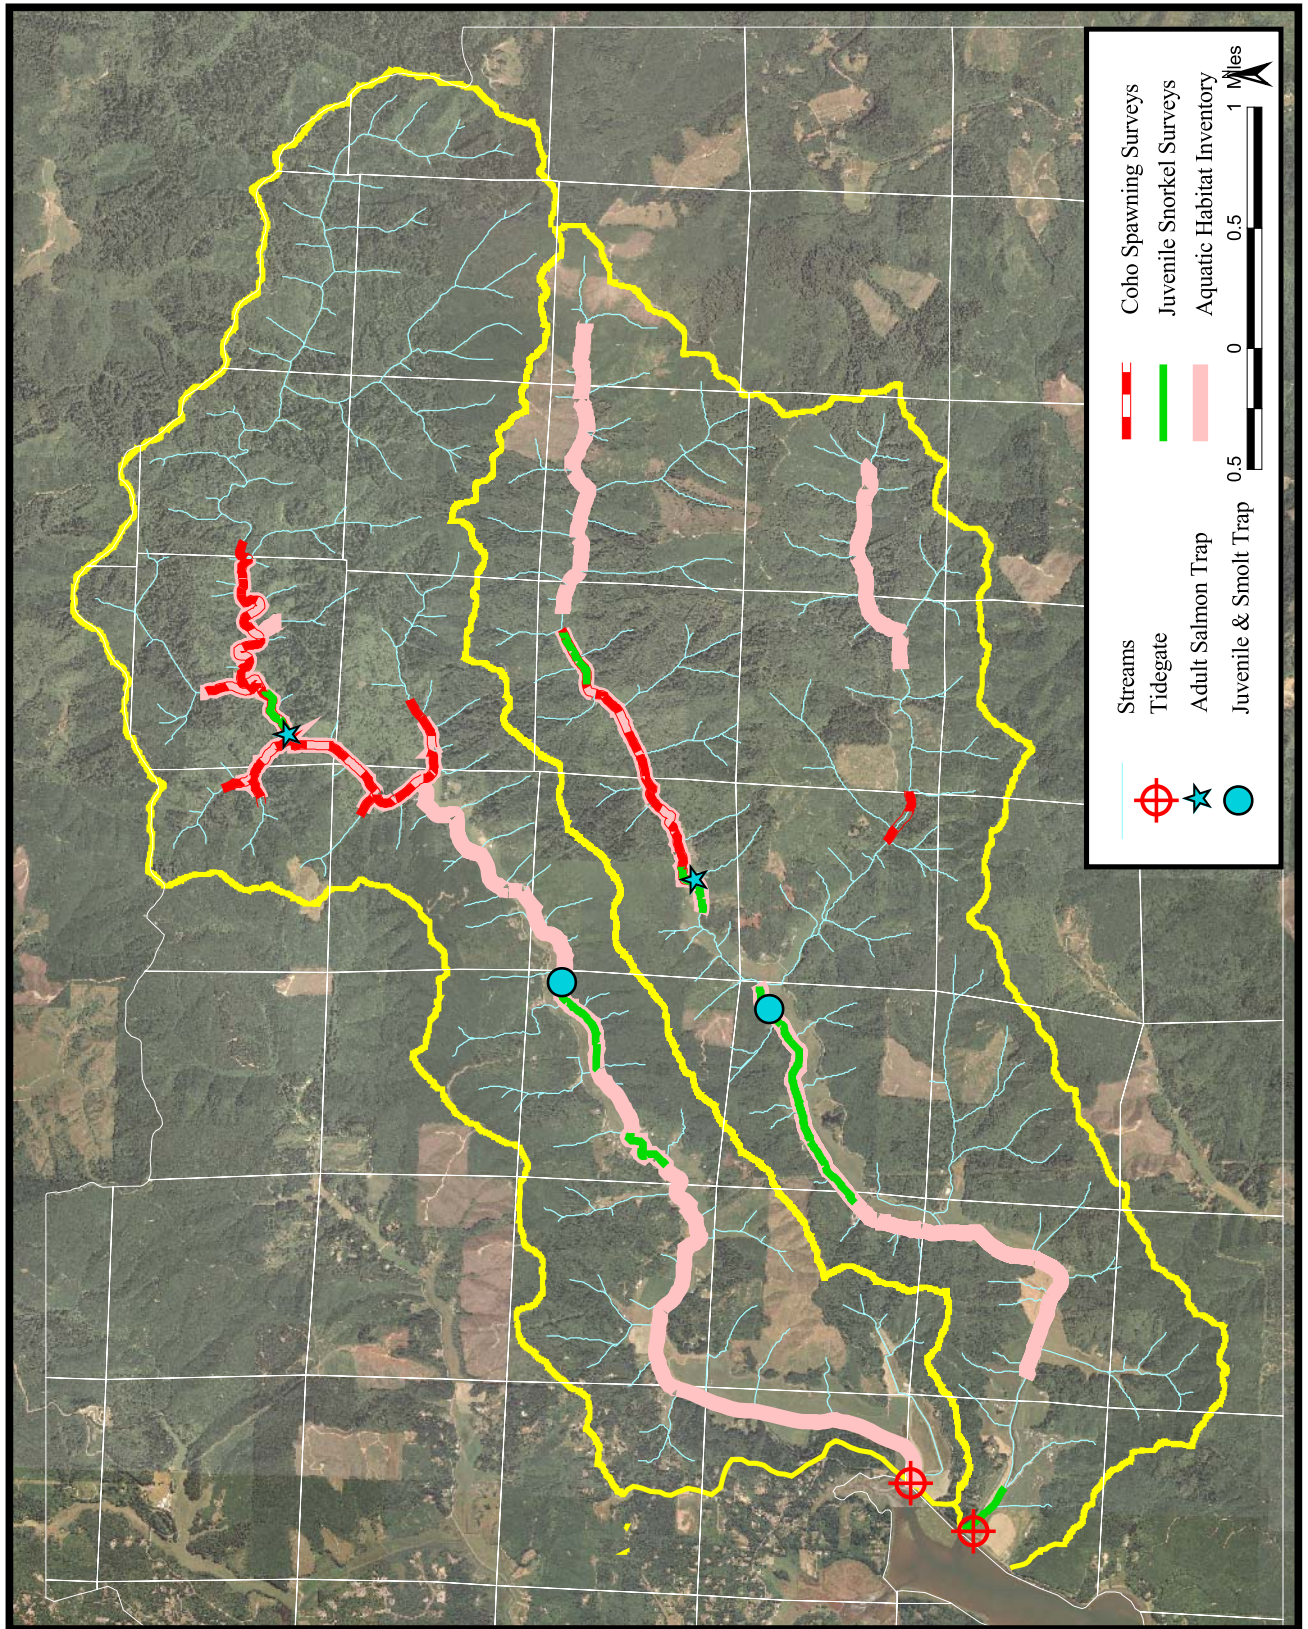 Streams
Tidegate
Adult Salmon Trap
Juvenile & Smolt Trap
Coho Spawning Surveys
Juvenile Snorkel Surveys
Aquatic Habitat Inventory
0.5 0 0.5 1 Miles
N